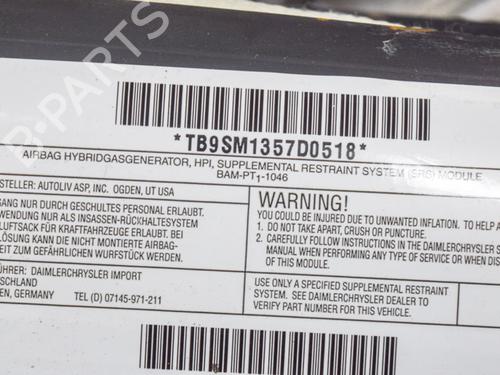 B-PARTS
*TB9SM1357D0518*
AIRBAG HYBRIDGASGENERATOR, HPI, SUPPLEMENTAL RESTRAINT SYSTEM (SRS) MODULE
BAM-PT1-1046
STELLER: AUTOLIV ASP, INC. OGDEN, UT USA
GANG NUR DURCH GESCHULTES PERSONAL ERLAUBT.
WENDUNG NUR ALS INSASSEN-RÜCKHALTESYSTEM
LUFTSACK FÜR KRAFTFAHRZEUGE ERLAUBT.
LÖSUNG KANN DIE NICHT MONTIERTE AIRBAG-
EIT ZUM GEFÄHRLICHEN WURFSTÜCK WERDEN.
ÜHRER: DAIMLERCHRYSLER IMPORT
SCHLAND
EN, GERMANY TEL (D) 07145-971-211
WARNING!
YOU COULD BE INJURED DUE TO UNWANTED INFLATION. TO HELP AV
1. DO NOT TAKE APART, CRUSH OR PUNCTURE.
2. CAREFULLY FOLLOW INSTRUCTIONS IN THE DAIMLERCHRYSLER S
MANUAL WHEN PERFORMING ANY TYPE OF SERVICE OR WHEN DIS
OF THIS MODULE.
USE ONLY A SPECIFIED SUPPLEMENTAL RESTRAINT
SYSTEM. SEE DAIMLERCHRYSLER DEALER TO
VERIFY CORRECT PART NUMBER FOR THIS VEHICLE.